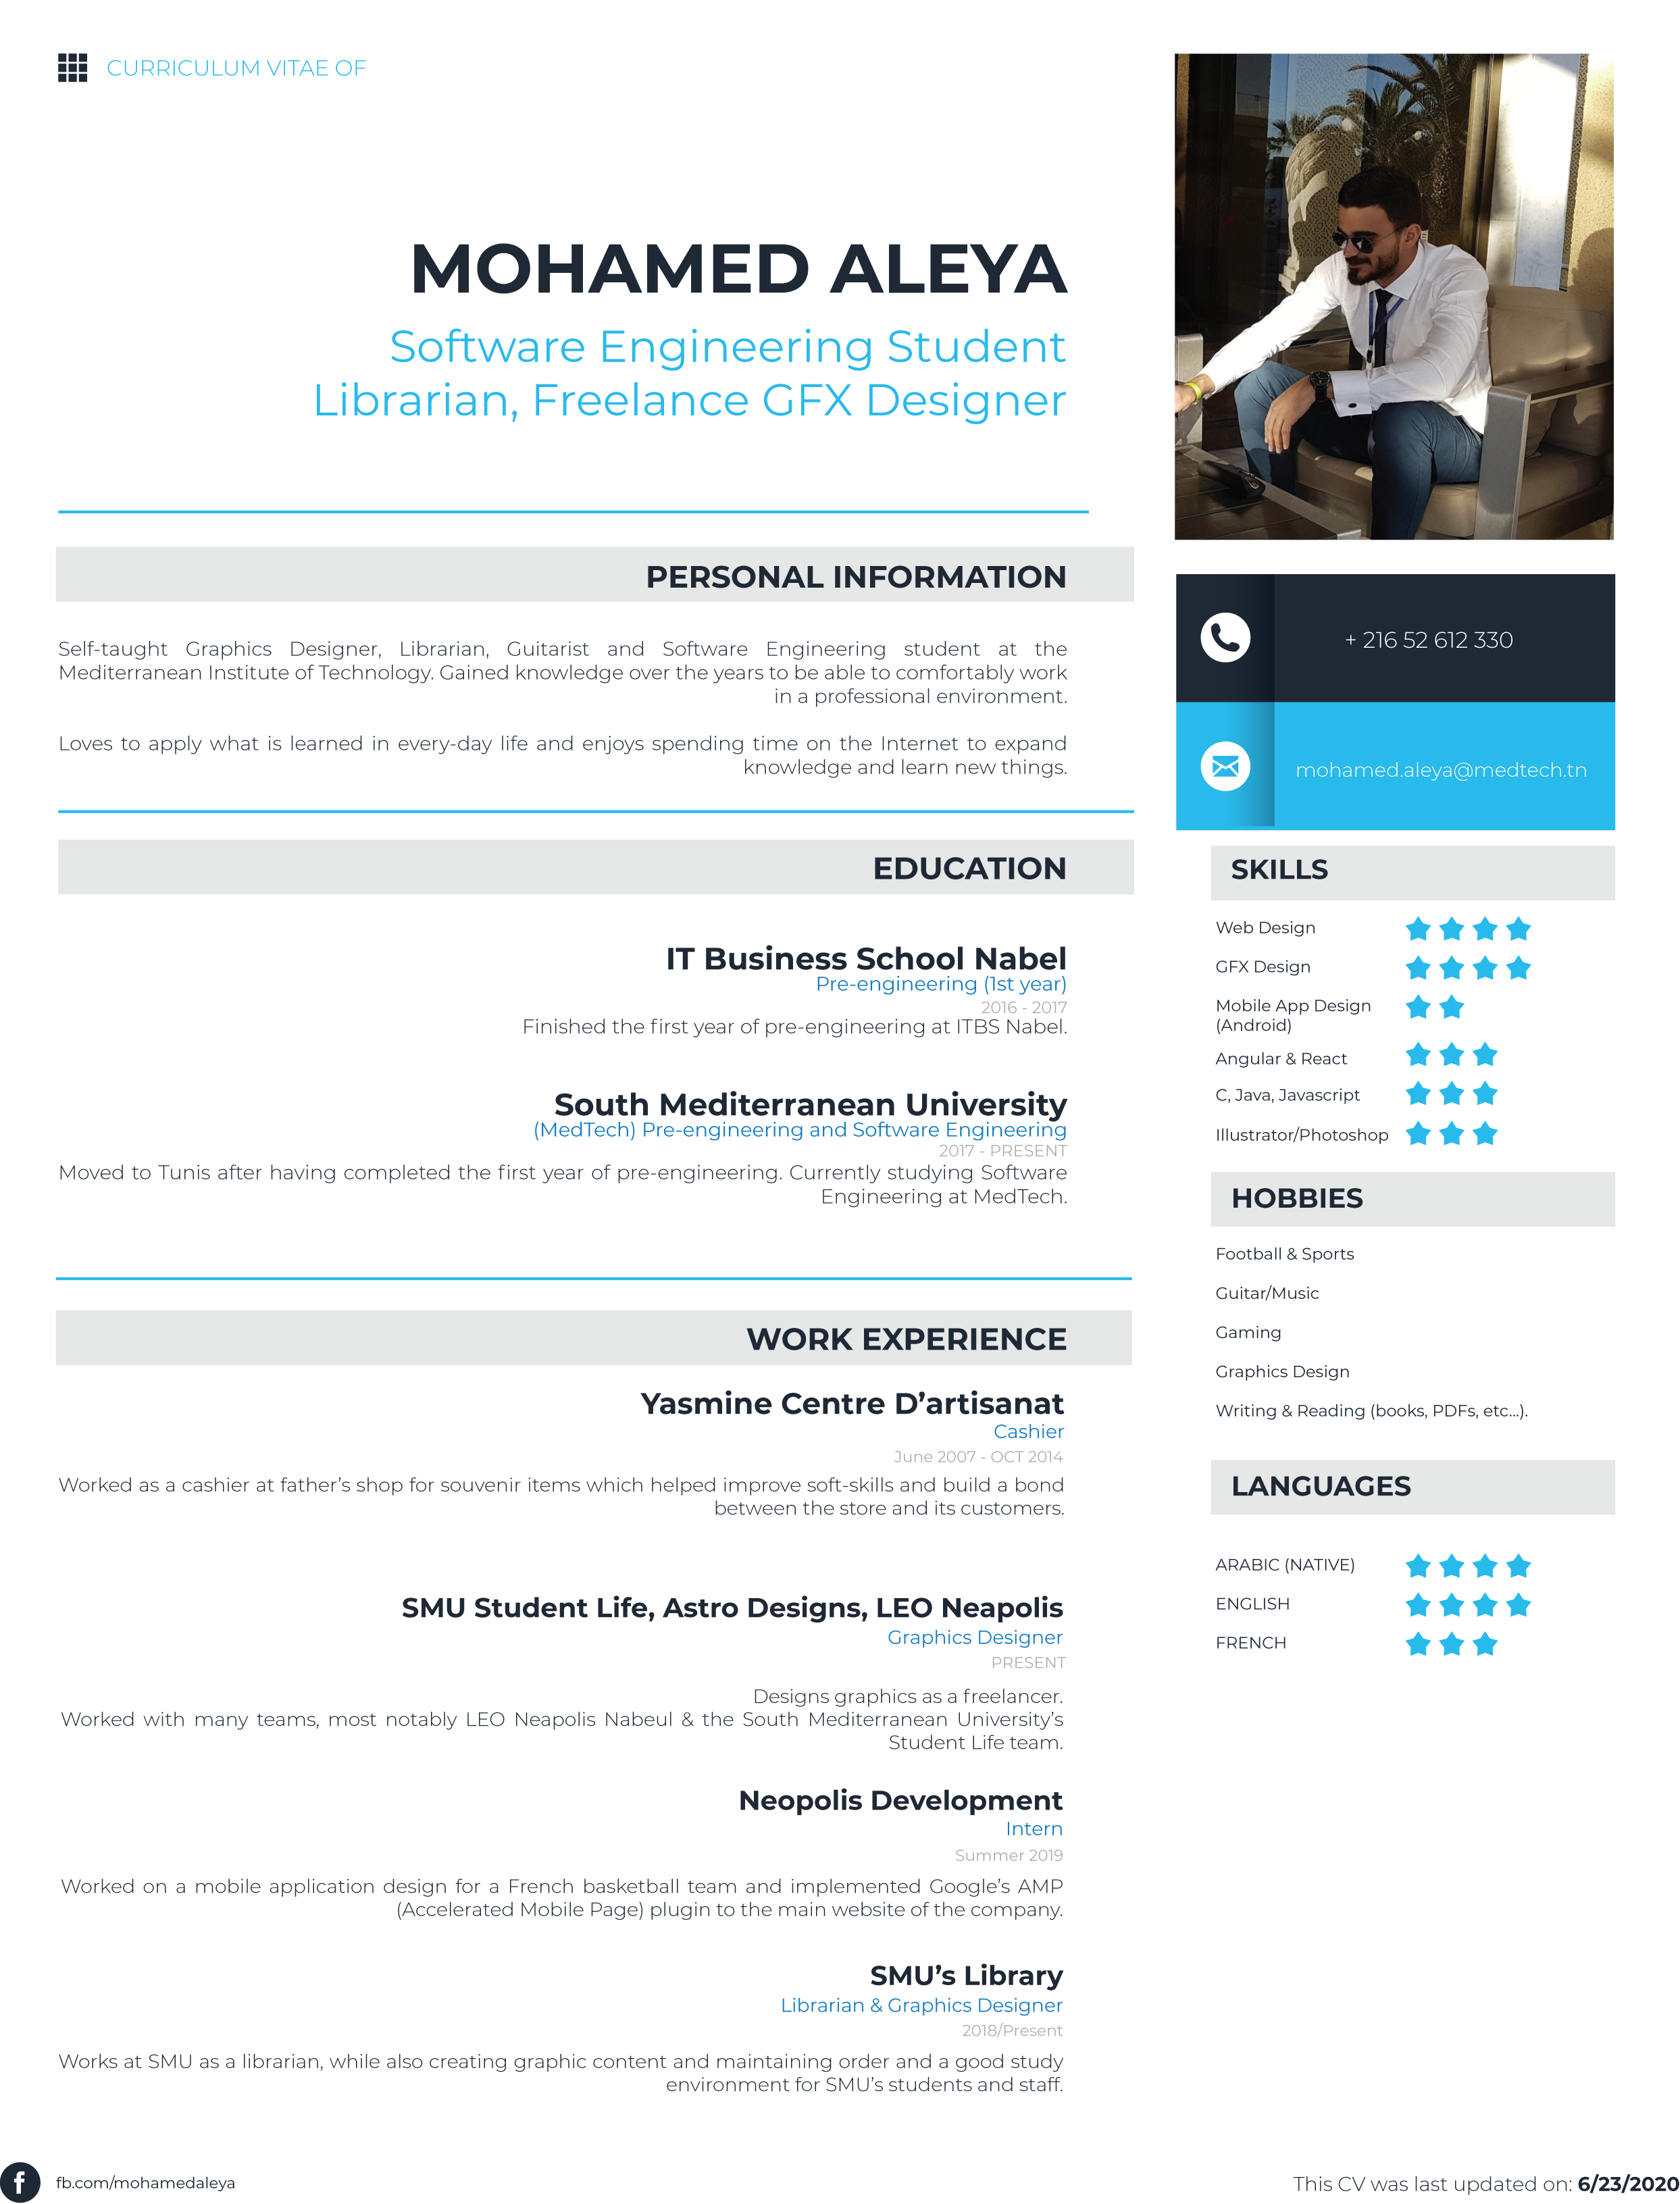 CURRICULUM VITAE OF
MOHAMED ALEYA
Software Engineering Student
Librarian, Freelance GFX Designer
PERSONAL INFORMATION
Self-taught Graphics Designer, Librarian, Guitarist and Software Engineering student at the
Mediterranean Institute of Technology. Gained knowledge over the years to be able to comfortably work
in a professional environment.
Loves to apply what is learned in every-day life and enjoys spending time on the Internet to expand
knowledge and learn new things.
EDUCATION
IT Business School Nabel
Pre-engineering (1st year)
2016 - 2017
Finished the first year of pre-engineering at ITBS Nabel.
South Mediterranean University
(MedTech) Pre-engineering and Software Engineering
2017 - PRESENT
Moved to Tunis after having completed the first year of pre-engineering. Currently studying Software
Engineering at MedTech.
WORK EXPERIENCE
Yasmine Centre D’artisanat
Cashier
June 2007 - OCT 2014
Worked as a cashier at father’s shop for souvenir items which helped improve soft-skills and build a bond
between the store and its customers.
SMU Student Life, Astro Designs, LEO Neapolis
Graphics Designer
PRESENT
Designs graphics as a freelancer.
Worked with many teams, most notably LEO Neapolis Nabeul & the South Mediterranean University’s
Student Life team.
Neopolis Development
Intern
Summer 2019
Worked on a mobile application design for a French basketball team and implemented Google’s AMP
(Accelerated Mobile Page) plugin to the main website of the company.
SMU’s Library
Librarian & Graphics Designer
2018/Present
Works at SMU as a librarian, while also creating graphic content and maintaining order and a good study
environment for SMU’s students and staff.
+ 216 52 612 330
mohamed.aleya@medtech.tn
SKILLS
Web Design
GFX Design
Mobile App Design
(Android)
Angular & React
C, Java, Javascript
Illustrator/Photoshop
HOBBIES
Football & Sports
Guitar/Music
Gaming
Graphics Design
Writing & Reading (books, PDFs, etc...).
LANGUAGES
ARABIC (NATIVE)
ENGLISH
FRENCH
fb.com/mohamedaleya
This CV was last updated on: 6/23/2020